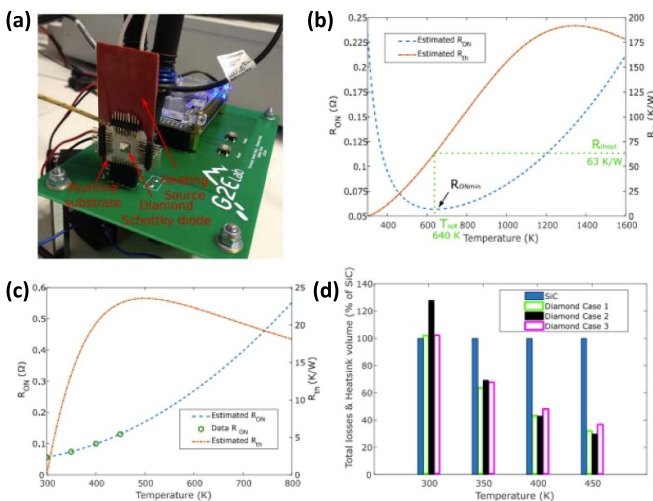 (a)
Alumina
substrate
Heating
Source
Diamond
Schottky diode
G2ELab
(b)
0.25
0.225
0.2
0.175
0.15
0.125
0.1
0.075
0.05
R_ON (Ω)
Estimated R_ON
Estimated R_th
200
175
150
125
100
75
50
25
0
(K/W)
R_thopt
63 K/W
R_ONmin
T_opt
640 K
400 600 800 1000 1200 1400 1600
Temperature (K)
(c)
0.6
0.5
0.4
0.3
0.2
0.1
0
R_ON (Ω)
Estimated R_ON
Data R_ON
Estimated R_th
25
20
15
10
5
0
R_th (K/W)
300 400 500 600 700 800
Temperature (K)
(d)
140
120
100
80
60
40
20
0
Total losses & Heatsink volume (% of SiC)
SiC
Diamond Case 1
Diamond Case 2
Diamond Case 3
300 350 400 450
Temperature (K)